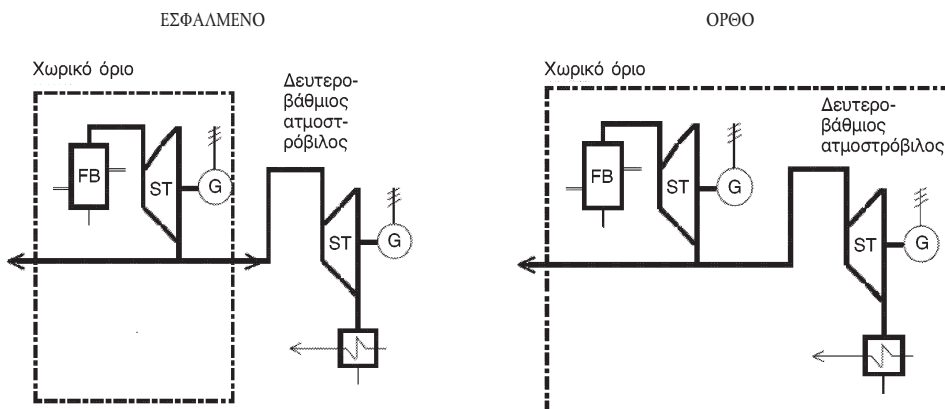 ΕΣΦΑΛΜΕΝΟ
Χωρικό όριο
Δευτερο-
βάθμιος
ατμοστ-
ρόβιλος
FB
ST
G
ST
G
ΟΡΘΟ
Χωρικό όριο
Δευτερο-
βάθμιος
ατμοστρόβιλος
FB
ST
G
ST
G